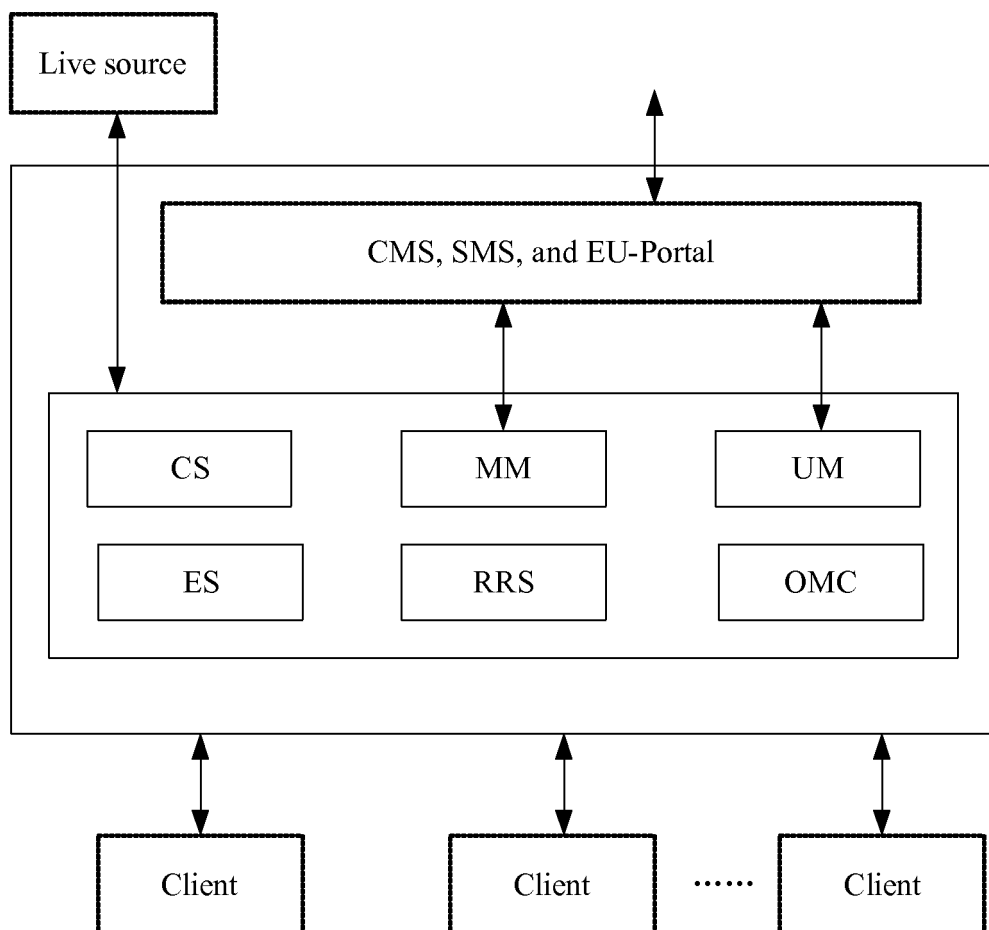 Live source
CMS, SMS, and EU-Portal
CS
MM
UM
ES
RRS
OMC
Client
Client
......
Client